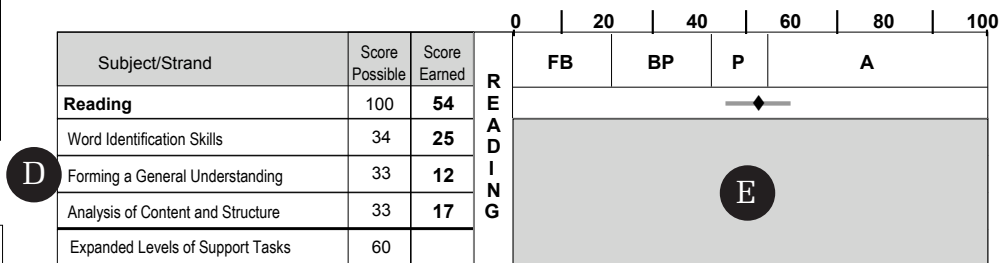 0 20 40 60 80 100
Subject/Strand Score Possible Score Earned READING FB BP P A
Reading 100 54
Word Identification Skills 34 25
D Forming a General Understanding 33 12 E
Analysis of Content and Structure 33 17
Expanded Levels of Support Tasks 60